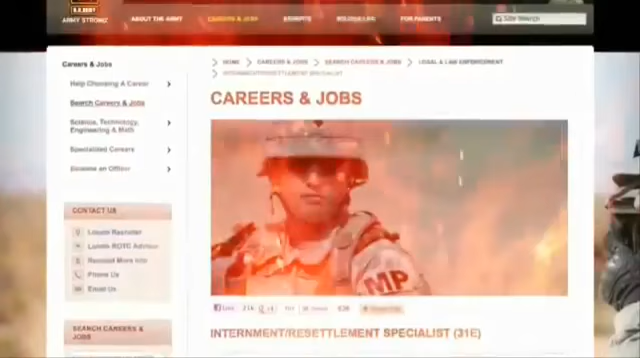 U.S. ARMY
ARMY STRONG
ABOUT THE ARMY
CAREERS & JOBS
BENEFITS
FOR PARENTS
Site Search
Careers & Jobs
HOME
CAREERS & JOBS
SEARCH CAREERS & JOBS
LEGAL & LAW ENFORCEMENT
INTERNMENT/RESETTLEMENT SPECIALIST
Help Choosing A Career
Search Careers & Jobs
Science, Technology,
Engineering & Math
Specialized Careers
Become an Officer
CAREERS & JOBS
MP
CONTACT US
Locate Recruiter
Locate ROTC Advisor
Request More Info
Phone Us
Email Us
Like
+1
INTERNMENT/RESETTLEMENT SPECIALIST (31E)
SEARCH CAREERS &
JOBS